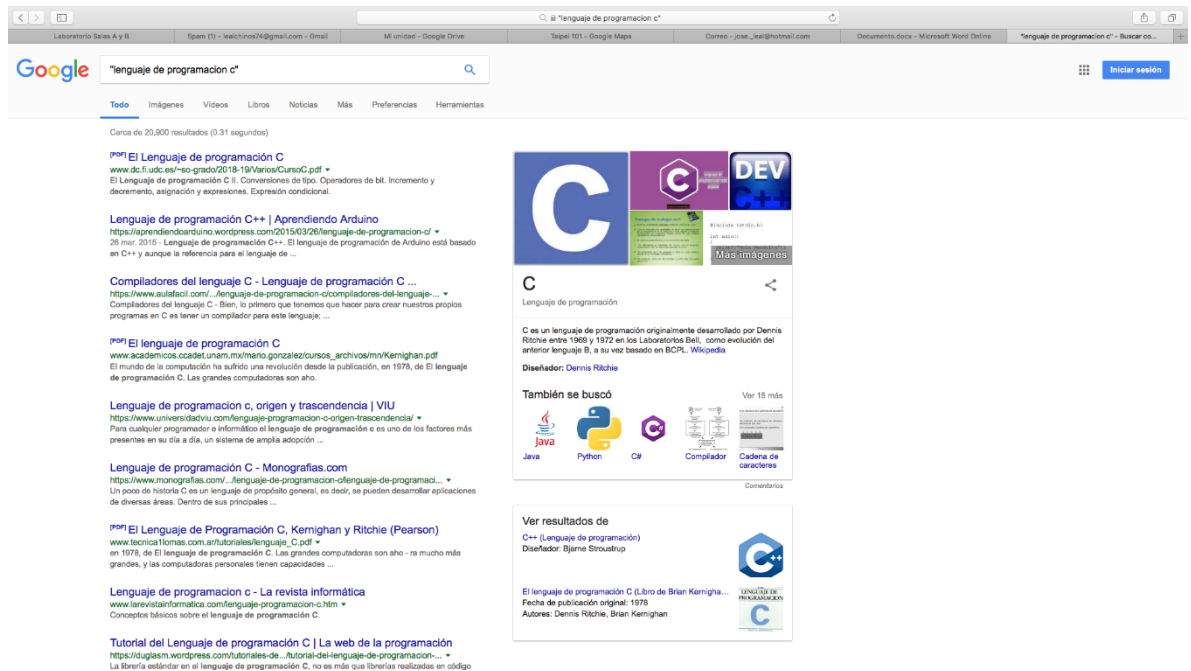 "lenguaje de programacion c"
Laboratorio Salas A y B
Spam (1) - lealchinos74@gmail.com - Gmail
Mi unidad - Google Drive
Taipei 101 - Google Maps
Correo - jose._leal@hotmail.com
Documento.docx - Microsoft Word Online
"lenguaje de programacion c" - Buscar co...
Google
"lenguaje de programacion c"
Iniciar sesión
Todo Imágenes Vídeos Libros Noticias Más Preferencias Herramientas
Cerca de 20,900 resultados (0.31 segundos)
[PDF] El Lenguaje de programación C
www.dc.fi.udc.es/~so-grado/2018-19/Varios/CursoC.pdf
El Lenguaje de programación C II. Conversiones de tipo. Operadores de bit. Incremento y
decremento, asignación y expresiones. Expresión condicional.
Lenguaje de programación C++ | Aprendiendo Arduino
https://aprendiendoarduino.wordpress.com/2015/03/26/lenguaje-de-programacion-c/
26 mar. 2015 - Lenguaje de programación C++. El lenguaje de programación de Arduino está basado
en C++ y aunque la referencia para el lenguaje de ...
Compiladores del lenguaje C - Lenguaje de programación C ...
https://www.aulafacil.com/.../lenguaje-de-programacion-c/compiladores-del-lenguaje-...
Compiladores del lenguaje C - Bien, lo primero que tenemos que hacer para crear nuestros propios
programas en C es tener un compilador para este lenguaje; ...
[PDF] El lenguaje C
www.academicos.ccadet.unam.mx/mario.gonzalez/cursos_archivos/mn/Kernighan.pdf
El mundo de la computación ha sufrido una revolución desde la publicación, en 1978, de El lenguaje
de programación C. Las grandes computadoras son aho.
Lenguaje de programacion c, origen y trascendencia | VIU
https://www.universidadviu.com/lenguaje-programacion-c-origen-trascendencia/
Para cualquier programador e informático el lenguaje de programación c es uno de los factores más
presentes en su día a día, un sistema de amplia adopción ...
Lenguaje de programación C - Monografias.com
https://www.monografias.com/.../lenguaje-de-programacion-c/lenguaje-de-programaci...
Un poco de historia C es un lenguaje de propósito general, es decir, se pueden desarrollar aplicaciones
de diversas áreas. Dentro de sus principales ...
[PDF] El Lenguaje de Programación C, Kernighan y Ritchie (Pearson)
www.tecnica1lomas.com.ar/tutoriales/lenguaje_C.pdf
en 1978, de El lenguaje de programación C. Las grandes computadoras son aho - ra mucho más
grandes, y las computadoras personales tienen capacidades ...
Lenguaje de programacion c - La revista informática
www.larevistainformatica.com/lenguaje-programacion-c.htm
Conceptos básicos sobre el lenguaje de programación C.
Tutorial del Lenguaje de programación C | La web de la programación
https://duglasm.wordpress.com/tutoriales-de.../tutorial-del-lenguaje-de-programacion-...
La librería estándar en el lenguaje de programación C, no es más que librerías realizadas en código
C
C
DEV
C++
#include
int main()
Más imágenes
C
Lenguaje de programación
C es un lenguaje de programación originalmente desarrollado por Dennis
Ritchie entre 1969 y 1972 en los Laboratorios Bell, como evolución del
anterior lenguaje B, a su vez basado en BCPL. Wikipedia
Diseñador: Dennis Ritchie
También se buscó
Ver 15 más
Java
C#
Java
Python
C#
Compilador
Cadena de
caracteres
Comentarios
Ver resultados de
C++ (Lenguaje de programación)
Diseñador: Bjarne Stroustrup
C++
El lenguaje de programación C (Libro de Brian Kernigha...
Fecha de publicación original: 1978
Autores: Dennis Ritchie, Brian Kernighan
LENGUAJE DE
PROGRAMACION
C